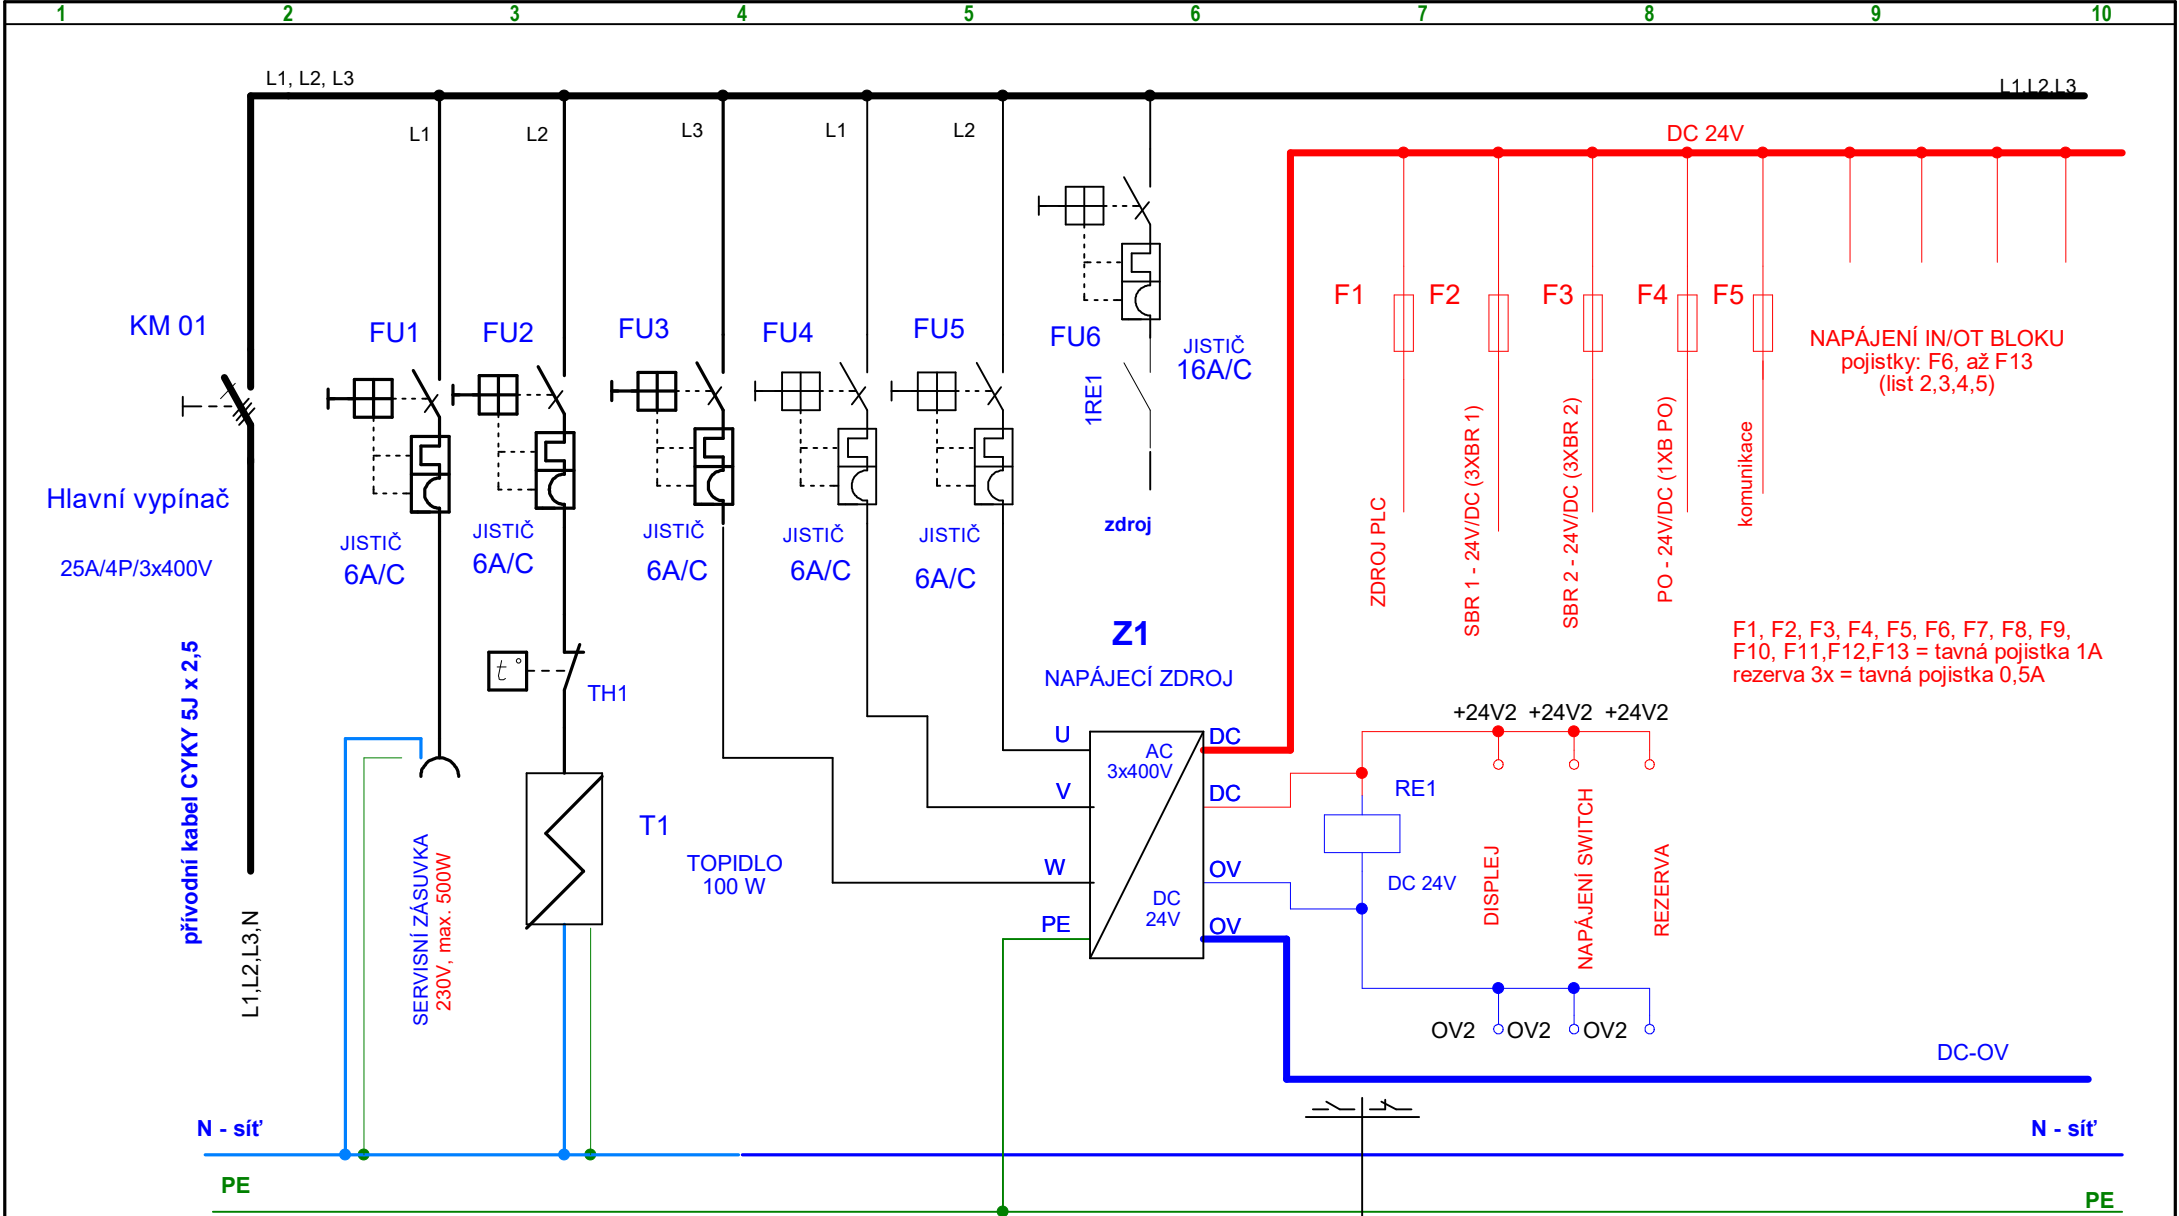 1 2 3 4 5 6 7 8 9 10
L1, L2, L3
L1,L2,L3
L1
L2
L3
L1
L2
DC 24V
KM 01
FU1
FU2
FU3
FU4
FU5
FU6
JISTIČ
16A/C
1RE1
zdroj
F1
F2
F3
F4
F5
NAPÁJENÍ IN/OT BLOKU
pojistky: F6, až F13
(list 2,3,4,5)
Hlavní vypínač
25A/4P/3x400V
JISTIČ
6A/C
JISTIČ
6A/C
JISTIČ
6A/C
JISTIČ
6A/C
JISTIČ
6A/C
ZDROJ PLC
SBR 1 - 24V/DC (3XBR 1)
SBR 2 - 24V/DC (3XBR 2)
PO - 24V/DC (1XB PO)
komunikace
F1, F2, F3, F4, F5, F6, F7, F8, F9,
F10, F11,F12,F13 = tavná pojistka 1A
rezerva 3x = tavná pojistka 0,5A
přívodní kabel CYKY 5J x 2,5
L1,L2,L3,N
t°
TH1
Z1
NAPÁJECÍ ZDROJ
U
V
W
PE
AC
3x400V
DC
24V
DC
DC
OV
OV
+24V2 +24V2 +24V2
RE1
DC 24V
DISPLEJ
NAPÁJENÍ SWITCH
REZERVA
OV2 OV2 OV2
T1
TOPIDLO
100 W
SERVISNÍ ZÁSUVKA
230V, max. 500W
DC-OV
N - síť
N - síť
PE
PE